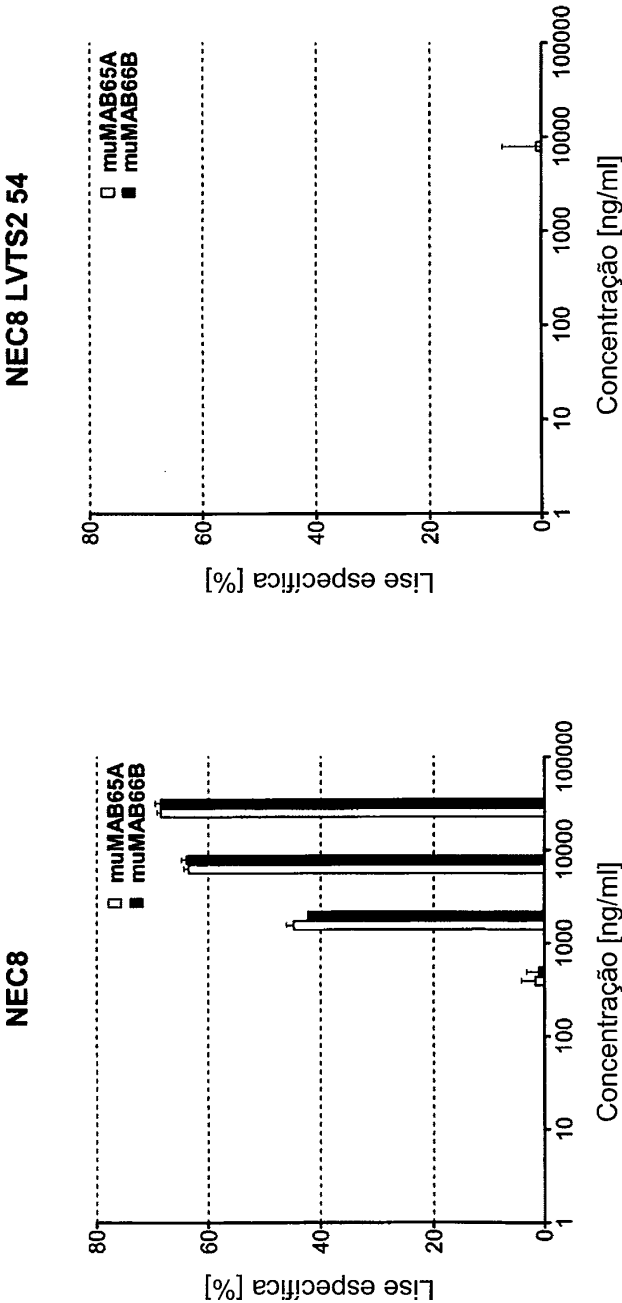 NEC8
80
60
40
20
0
Lise específica [%]
muMAB65A
muMAB66B
1
10
100
1000
10000
100000
Concentração [ng/ml]
NEC8 LVTS2 54
80
60
40
20
0
Lise específica [%]
muMAB65A
muMAB66B
1
10
100
1000
10000
100000
Concentração [ng/ml]